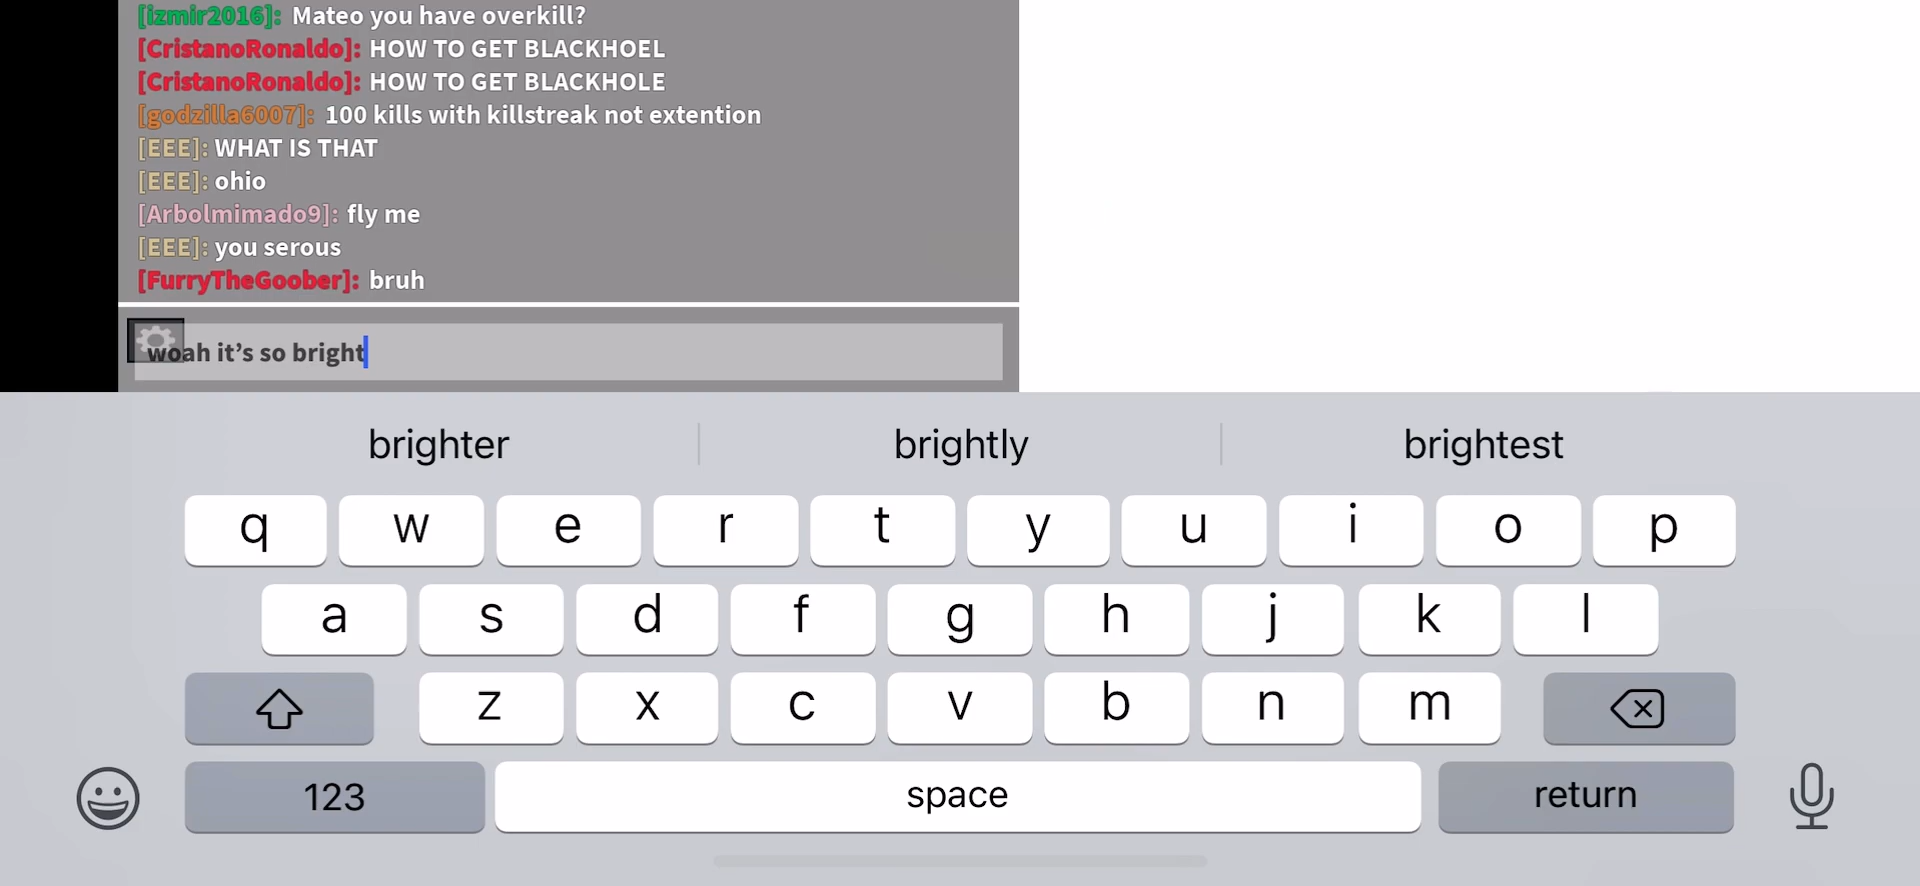 [izmir2016]: Mateo you have overkill?
[CristanoRonaldo]: HOW TO GET BLACKHOEL
[CristanoRonaldo]: HOW TO GET BLACKHOLE
[godzilla6007]: 100 kills with killstreak not extention
[EEE]: WHAT IS THAT
[EEE]: ohio
[Arbolmimado9]: fly me
[EEE]: you serous
[FurryTheGoober]: bruh
woah it’s so bright
brighter brightly brightest
q w e r t y u i o p
a s d f g h j k l
z x c v b n m
123 space return